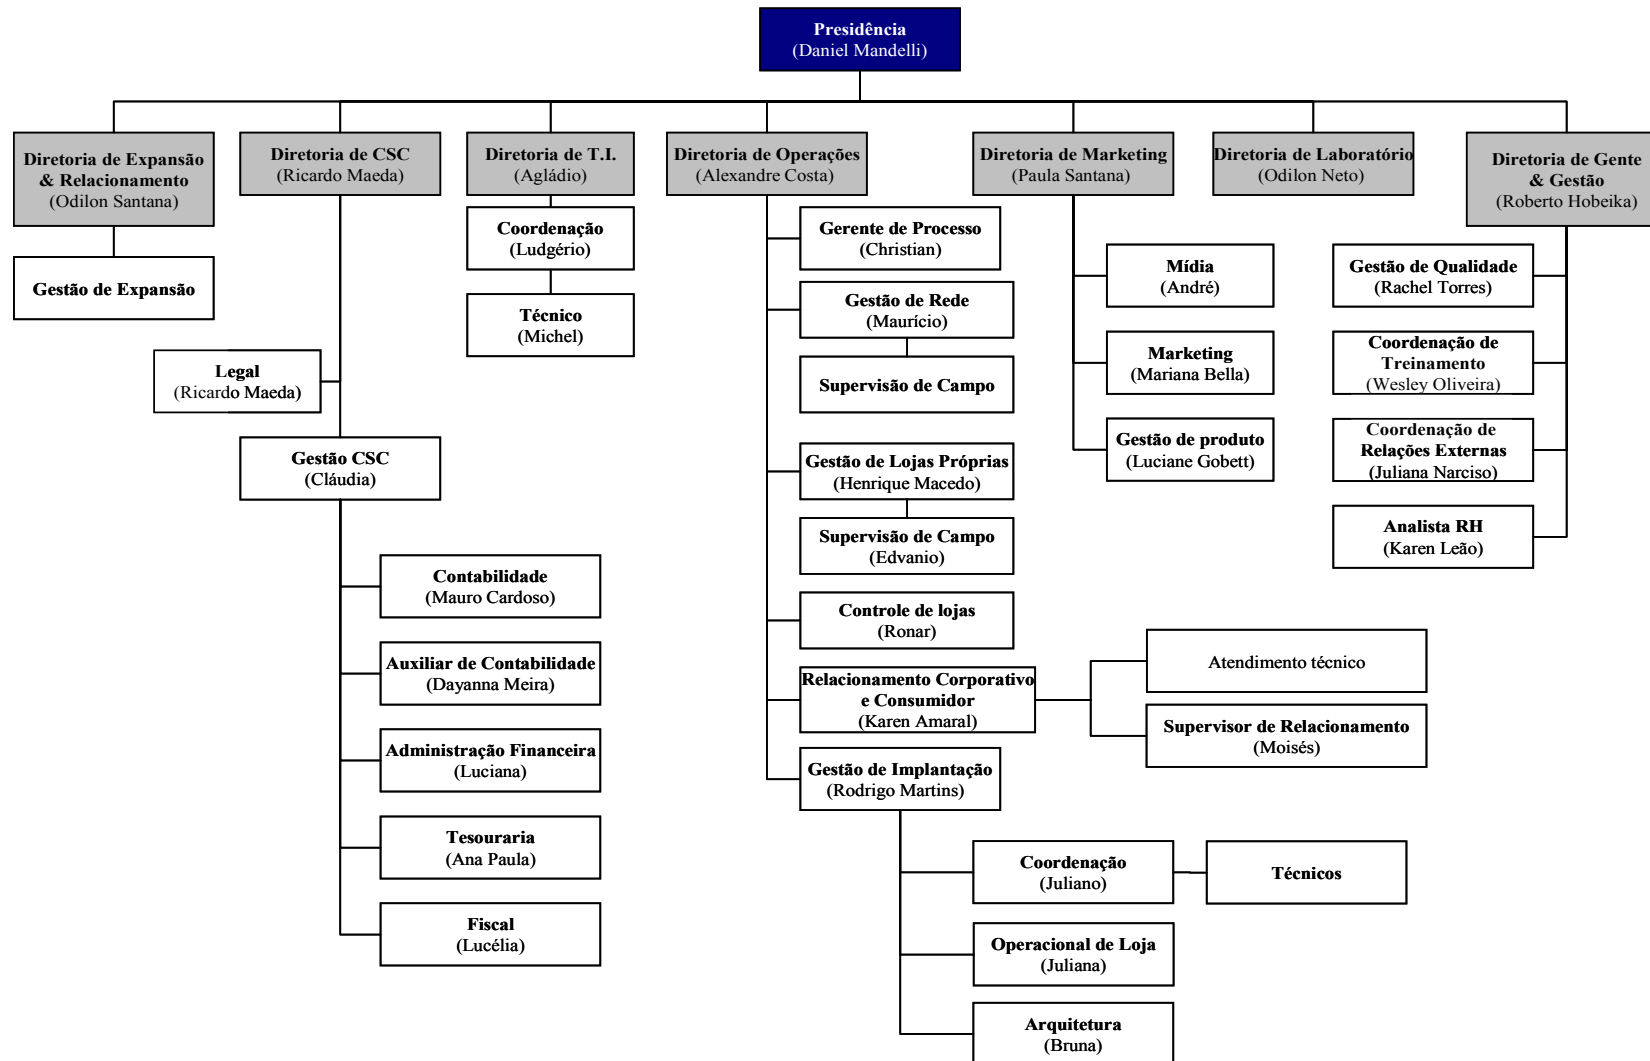 Presidência
(Daniel Mandelli)
Diretoria de Expansão
& Relacionamento
(Odilon Santana)
Diretoria de CSC
(Ricardo Maeda)
Diretoria de T.I.
(Agládio)
Diretoria de Operações
(Alexandre Costa)
Diretoria de Marketing
(Paula Santana)
Diretoria de Laboratório
(Odilon Neto)
Diretoria de Gente
& Gestão
(Roberto Hobeika)
Gestão de Expansão
Legal
(Ricardo Maeda)
Gestão CSC
(Cláudia)
Contabilidade
(Mauro Cardoso)
Auxiliar de Contabilidade
(Dayanna Meira)
Administração Financeira
(Luciana)
Tesouraria
(Ana Paula)
Fiscal
(Lucélia)
Coordenação
(Ludgério)
Técnico
(Michel)
Gerente de Processo
(Christian)
Gestão de Rede
(Maurício)
Supervisão de Campo
Gestão de Lojas Próprias
(Henrique Macedo)
Supervisão de Campo
(Edvanio)
Controle de lojas
(Ronar)
Relacionamento Corporativo
e Consumidor
(Karen Amaral)
Atendimento técnico
Supervisor de Relacionamento
(Moisés)
Gestão de Implantação
(Rodrigo Martins)
Coordenação
(Juliano)
Técnicos
Operacional de Loja
(Juliana)
Arquitetura
(Bruna)
Mídia
(André)
Marketing
(Mariana Bella)
Gestão de produto
(Luciane Gobett)
Gestão de Qualidade
(Rachel Torres)
Coordenação de
Treinamento
(Wesley Oliveira)
Coordenação de
Relações Externas
(Juliana Narciso)
Analista RH
(Karen Leão)